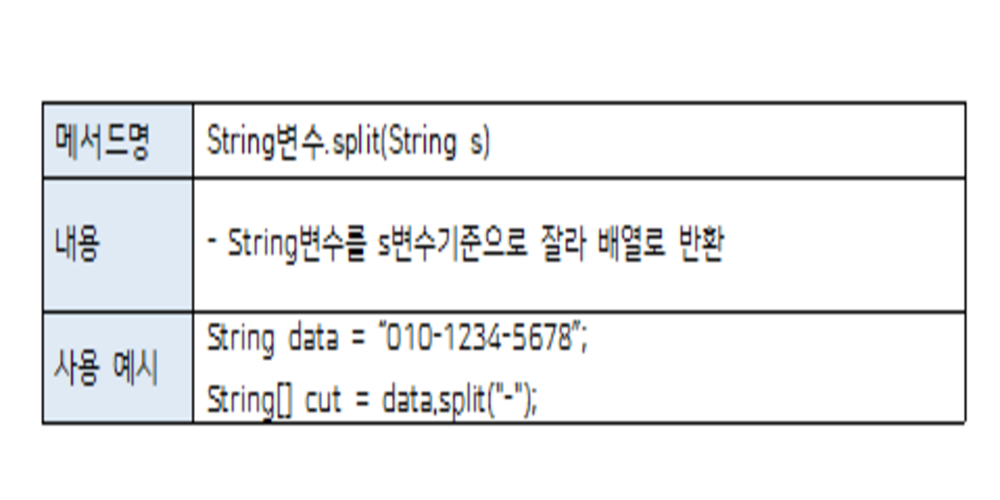 메서드명
String변수.split(String s)
내용
- String변수를 s변수기준으로 잘라 배열로 반환
사용 예시
String data = “010-1234-5678”;
String[] cut = data.split("-");